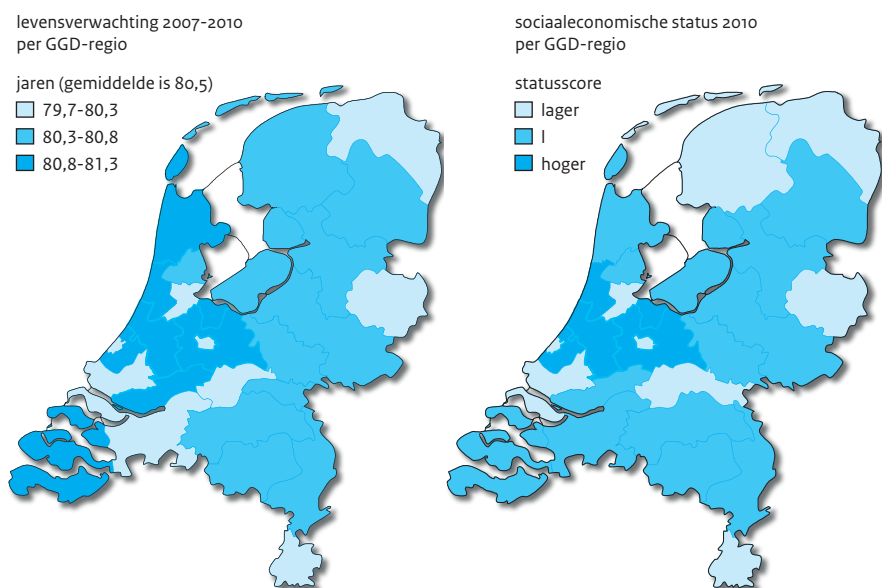 levensverwachting 2007-2010
per GGD-regio
jaren (gemiddelde is 80,5)
79,7-80,3
80,3-80,8
80,8-81,3
sociaaleconomische status 2010
per GGD-regio
statusscore
lager
I
hoger